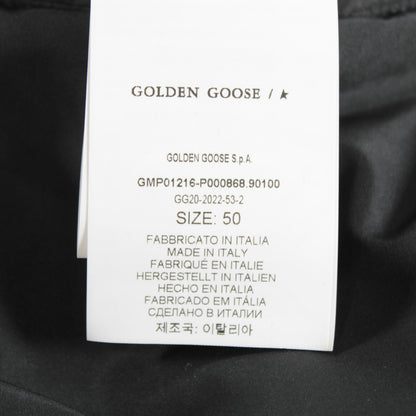 GOLDEN GOOSE / ★
GOLDEN GOOSE S.p.A.
GMP01216-P000868.90100
GG20-2022-53-2
SIZE: 50
FABBRICATO IN ITALIA
MADE IN ITALY
FABRIQUÉ EN ITALIE
HERGESTELLT IN ITALIEN
HECHO EN ITALIA
FABRICADO EM ITÁLIA
СДЕЛАНО В ИТАЛИИ
제조국: 이탈리아